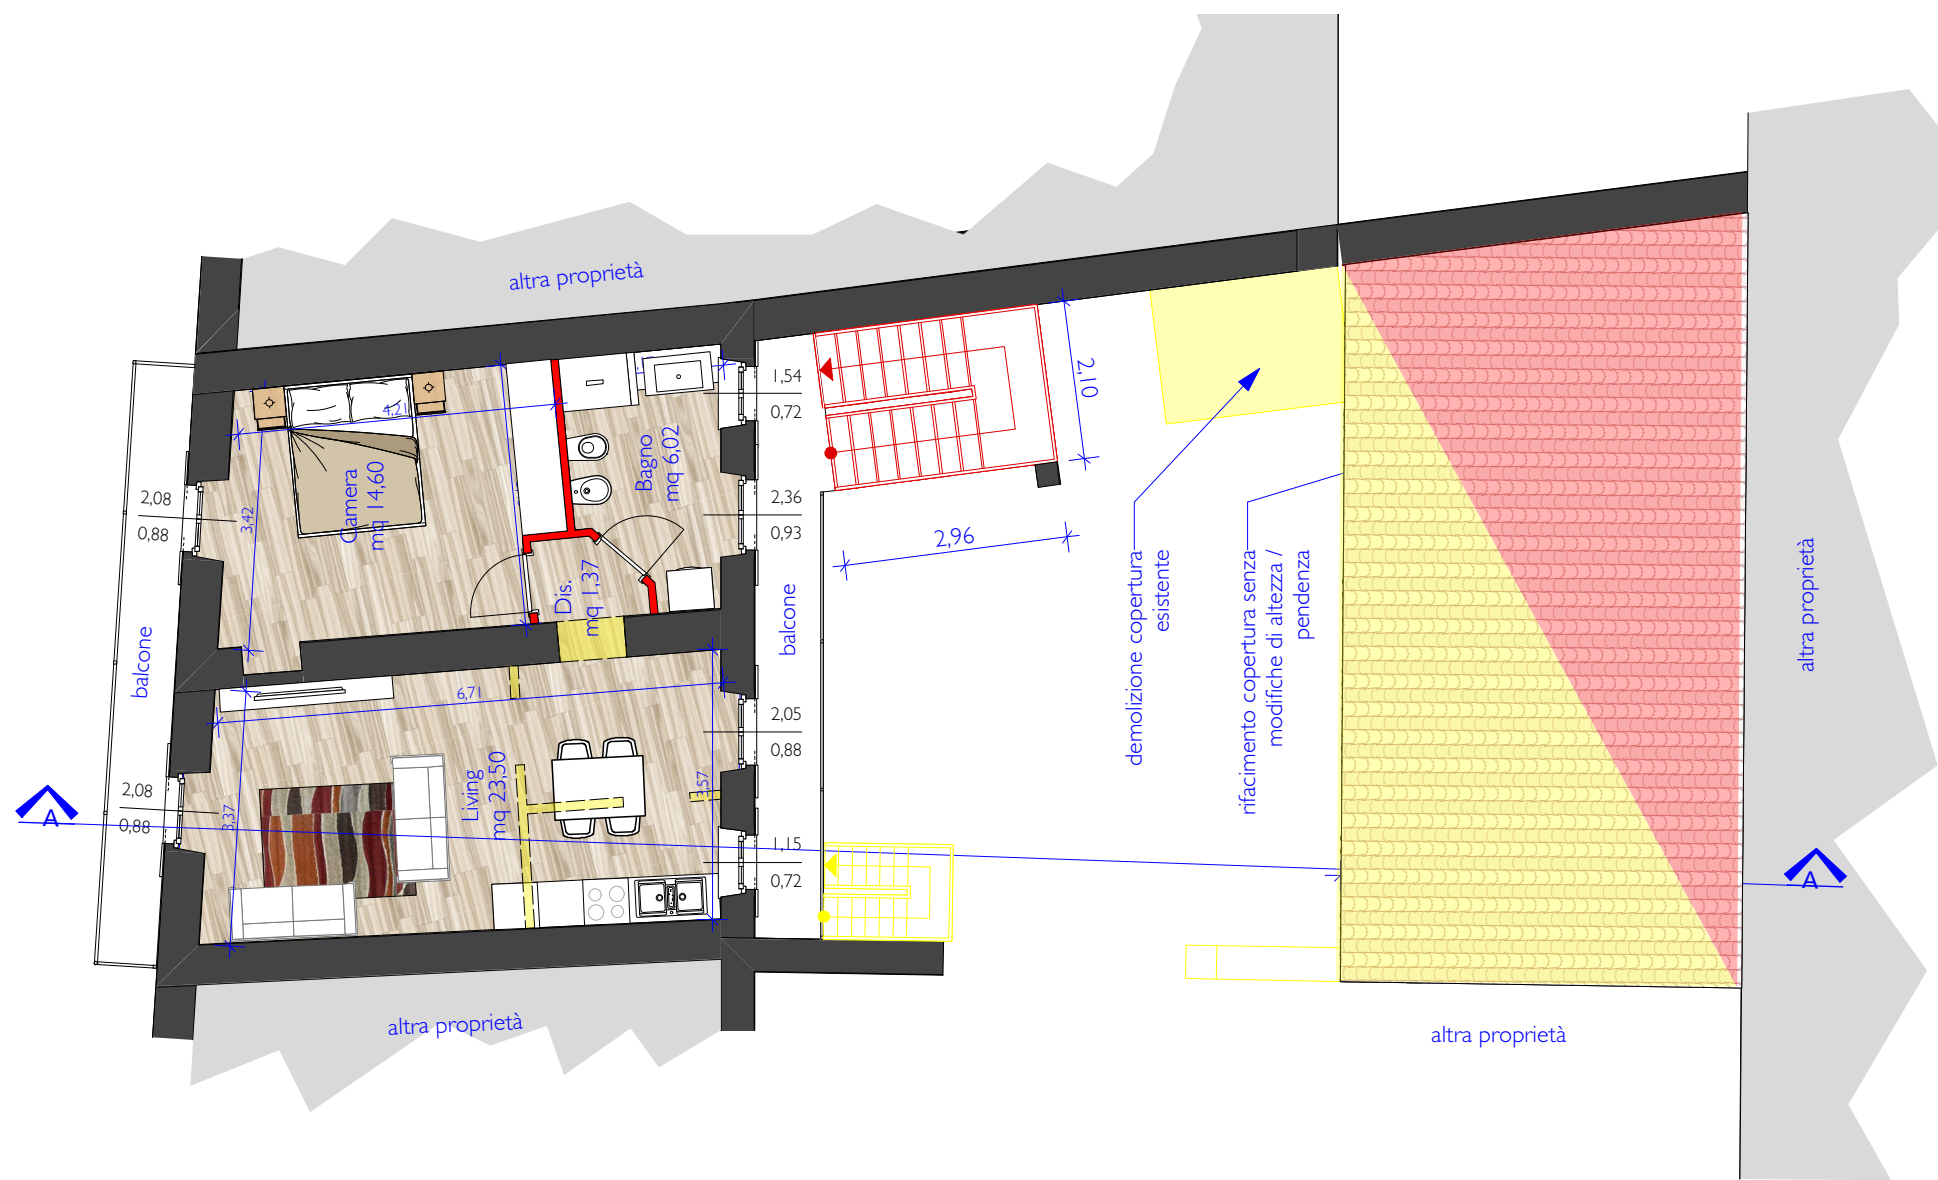 altra proprietà
1,54
0,72
2,10
4,21
Camera
mq 14,60
3,42
Bagno
mq 6,02
2,08
0,88
2,36
0,93
2,96
Dis.
mq 1,37
balcone
balcone
demolizione copertura
esistente
rifacimento copertura senza
modifiche di altezza /
pendenza
altra proprietà
6,71
2,05
0,88
Living
mq 23,50
3,57
3,37
2,08
0,88
A
1,15
0,72
A
altra proprietà
altra proprietà